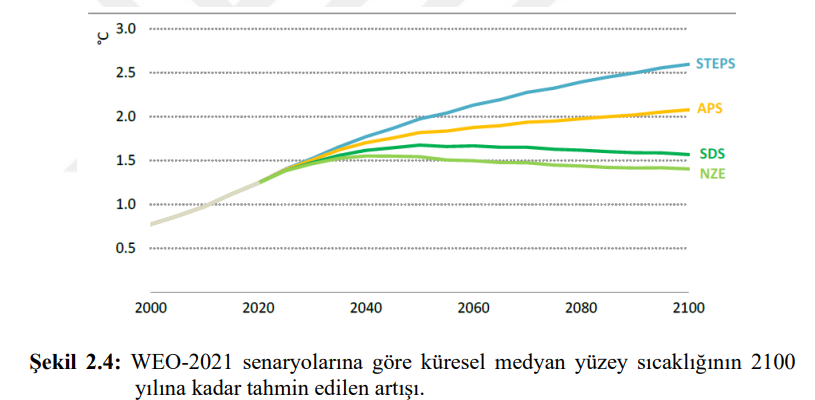 °C
3.0
2.5
2.0
1.5
1.0
0.5
STEPS
APS
SDS
NZE
2000 2020 2040 2060 2080 2100
Şekil 2.4: WEO-2021 senaryolarına göre küresel medyan yüzey sıcaklığının 2100
yılına kadar tahmin edilen artışı.